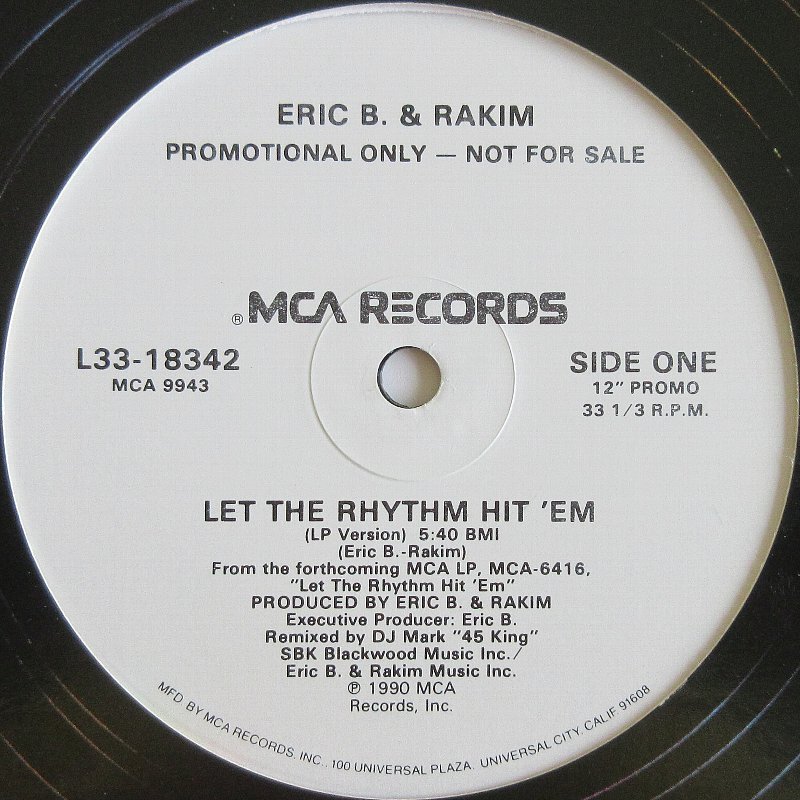 ERIC B. & RAKIM
PROMOTIONAL ONLY — NOT FOR SALE
® MCA RECORDS
L33-18342
MCA 9943
SIDE ONE
12" PROMO
33 1/3 R.P.M.
LET THE RHYTHM HIT 'EM
(LP Version) 5:40 BMI
(Eric B.-Rakim)
From the forthcoming MCA LP, MCA-6416,
"Let The Rhythm Hit 'Em"
PRODUCED BY ERIC B. & RAKIM
Executive Producer: Eric B.
Remixed by DJ Mark "45 King"
SBK Blackwood Music Inc./
Eric B. & Rakim Music Inc.
℗ 1990 MCA
Records, Inc.
MFD BY MCA RECORDS, INC., 100 UNIVERSAL PLAZA, UNIVERSAL CITY, CALIF. 91608